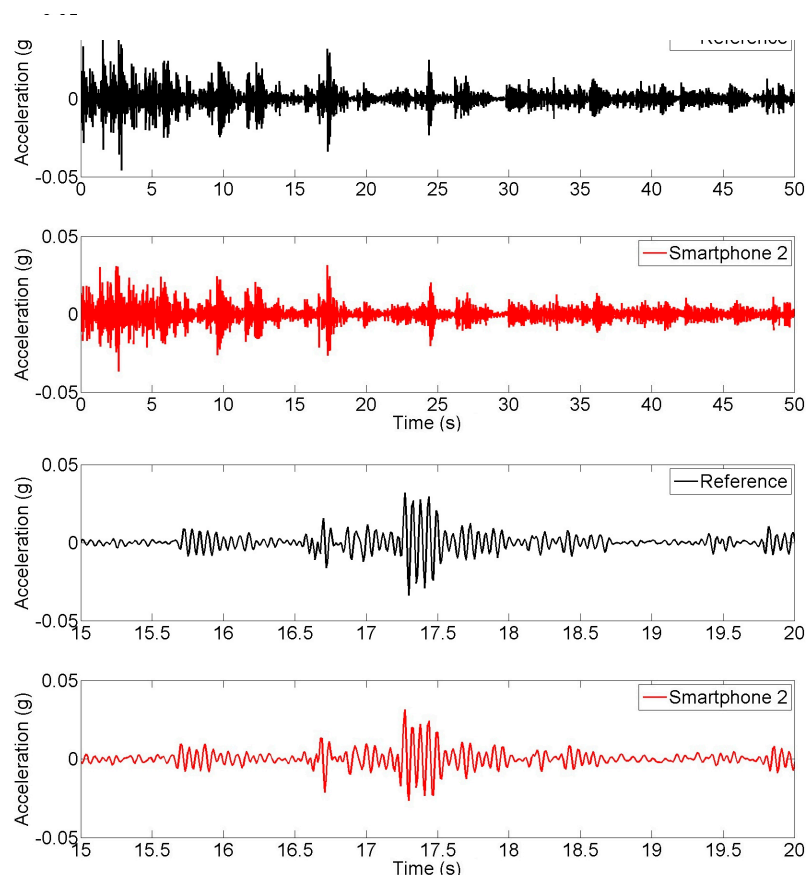 Acceleration (g
0
-0.05
0 5 10 15 20 25 30 35 40 45 50
0.05
Smartphone 2
Acceleration (g)
0
-0.05
0 5 10 15 20 25 30 35 40 45 50
Time (s)
0.05
Reference
Acceleration (g)
0
-0.05
15 15.5 16 16.5 17 17.5 18 18.5 19 19.5 20
0.05
Smartphone 2
Acceleration (g)
0
-0.05
15 15.5 16 16.5 17 17.5 18 18.5 19 19.5 20
Time (s)